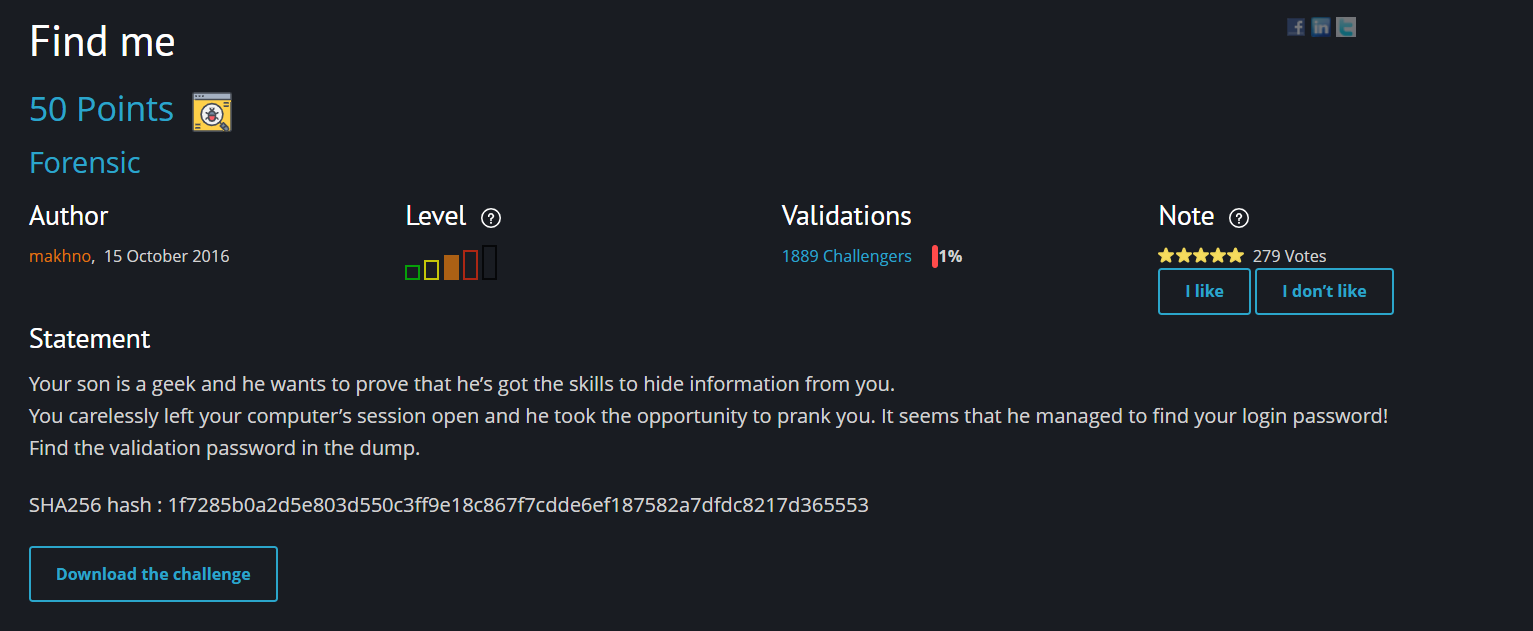 Find me
50 Points
Forensic
Author
Level ?
Validations
Note ?
makhno, 15 October 2016
1889 Challengers 1%
279 Votes
I like
I don't like
Statement
Your son is a geek and he wants to prove that he's got the skills to hide information from you.
You carelessly left your computer's session open and he took the opportunity to prank you. It seems that he managed to find your login password!
Find the validation password in the dump.
SHA256 hash : 1f7285b0a2d5e803d550c3ff9e18c867f7cdde6ef187582a7dfdc8217d365553
Download the challenge